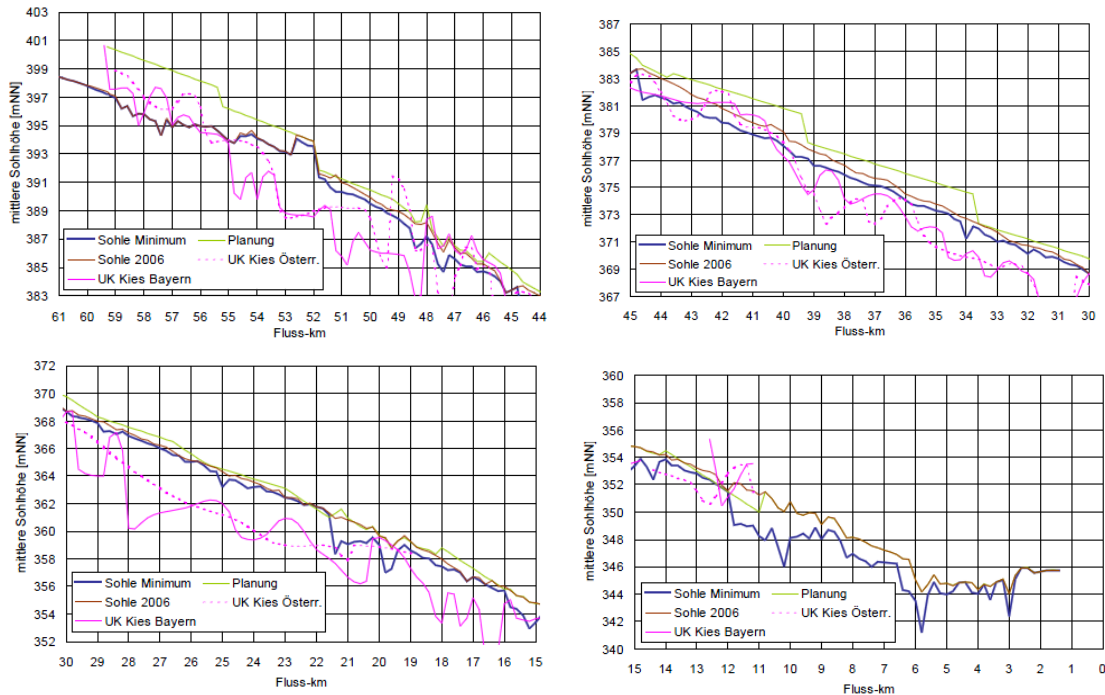 mittlere Sohlhöhe [mNN]
403
401
399
397
395
393
391
389
387
385
383
Sohle Minimum
Planung
Sohle 2006
UK Kies Österr.
UK Kies Bayern
61 60 59 58 57 56 55 54 53 52 51 50 49 48 47 46 45 44
Fluss-km
mittlere Sohlhöhe [mNN]
387
385
383
381
379
377
375
373
371
369
367
Sohle Minimum
Planung
Sohle 2006
UK Kies Österr.
UK Kies Bayern
45 44 43 42 41 40 39 38 37 36 35 34 33 32 31 30
Fluss-km
mittlere Sohlhöhe [mNN]
372
368
364
360
356
352
Sohle Minimum
Planung
Sohle 2006
UK Kies Österr.
UK Kies Bayern
30 29 28 27 26 25 24 23 22 21 20 19 18 17 16 15
Fluss-km
mittlere Sohlhöhe [mNN]
360
358
356
354
352
350
348
346
344
342
340
Sohle Minimum
Planung
Sohle 2006
UK Kies Österr.
UK Kies Bayern
15 14 13 12 11 10 9 8 7 6 5 4 3 2 1 0
Fluss-km